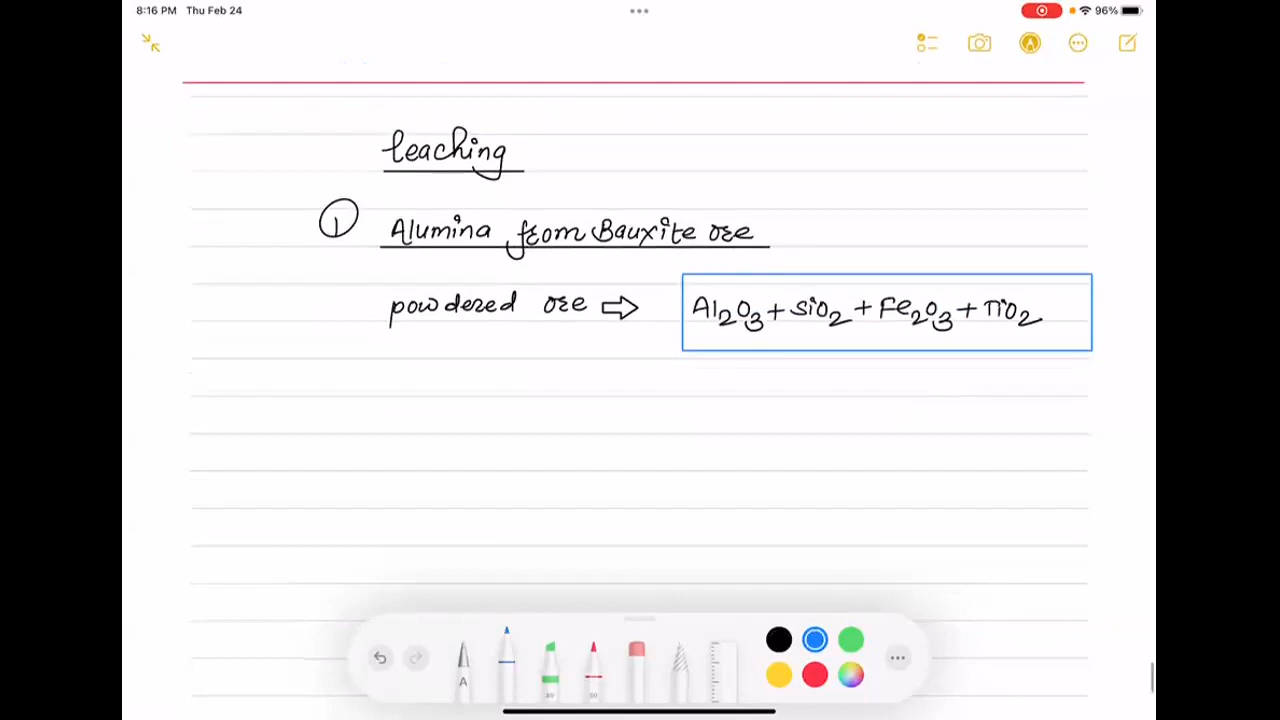 8:16 PM Thu Feb 24
96%
leaching
1 Alumina from Bauxite ore
powdered ore ⇒ Al₂O₃ + SiO₂ + Fe₂O₃ + TiO₂
A